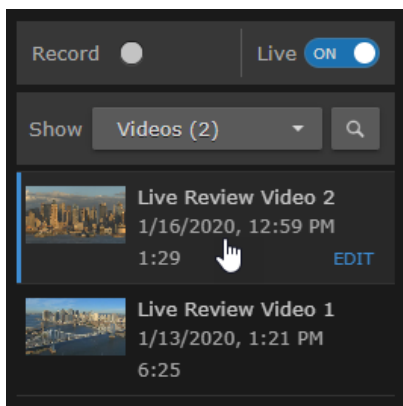 Record Live ON
Show Videos (2)
Live Review Video 2
1/16/2020, 12:59 PM
1:29 EDIT
Live Review Video 1
1/13/2020, 1:21 PM
6:25